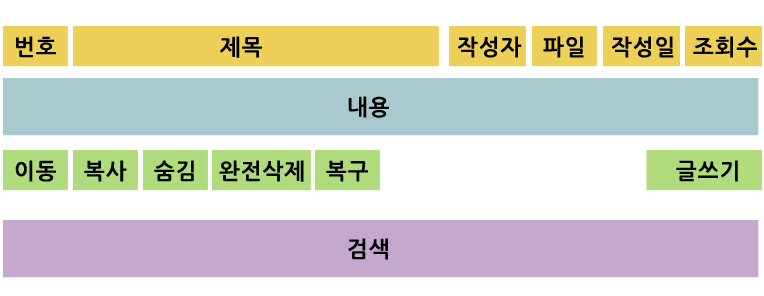 번호 제목 작성자 파일 작성일 조회수
내용
이동 복사 숨김 완전삭제 복구 글쓰기
검색